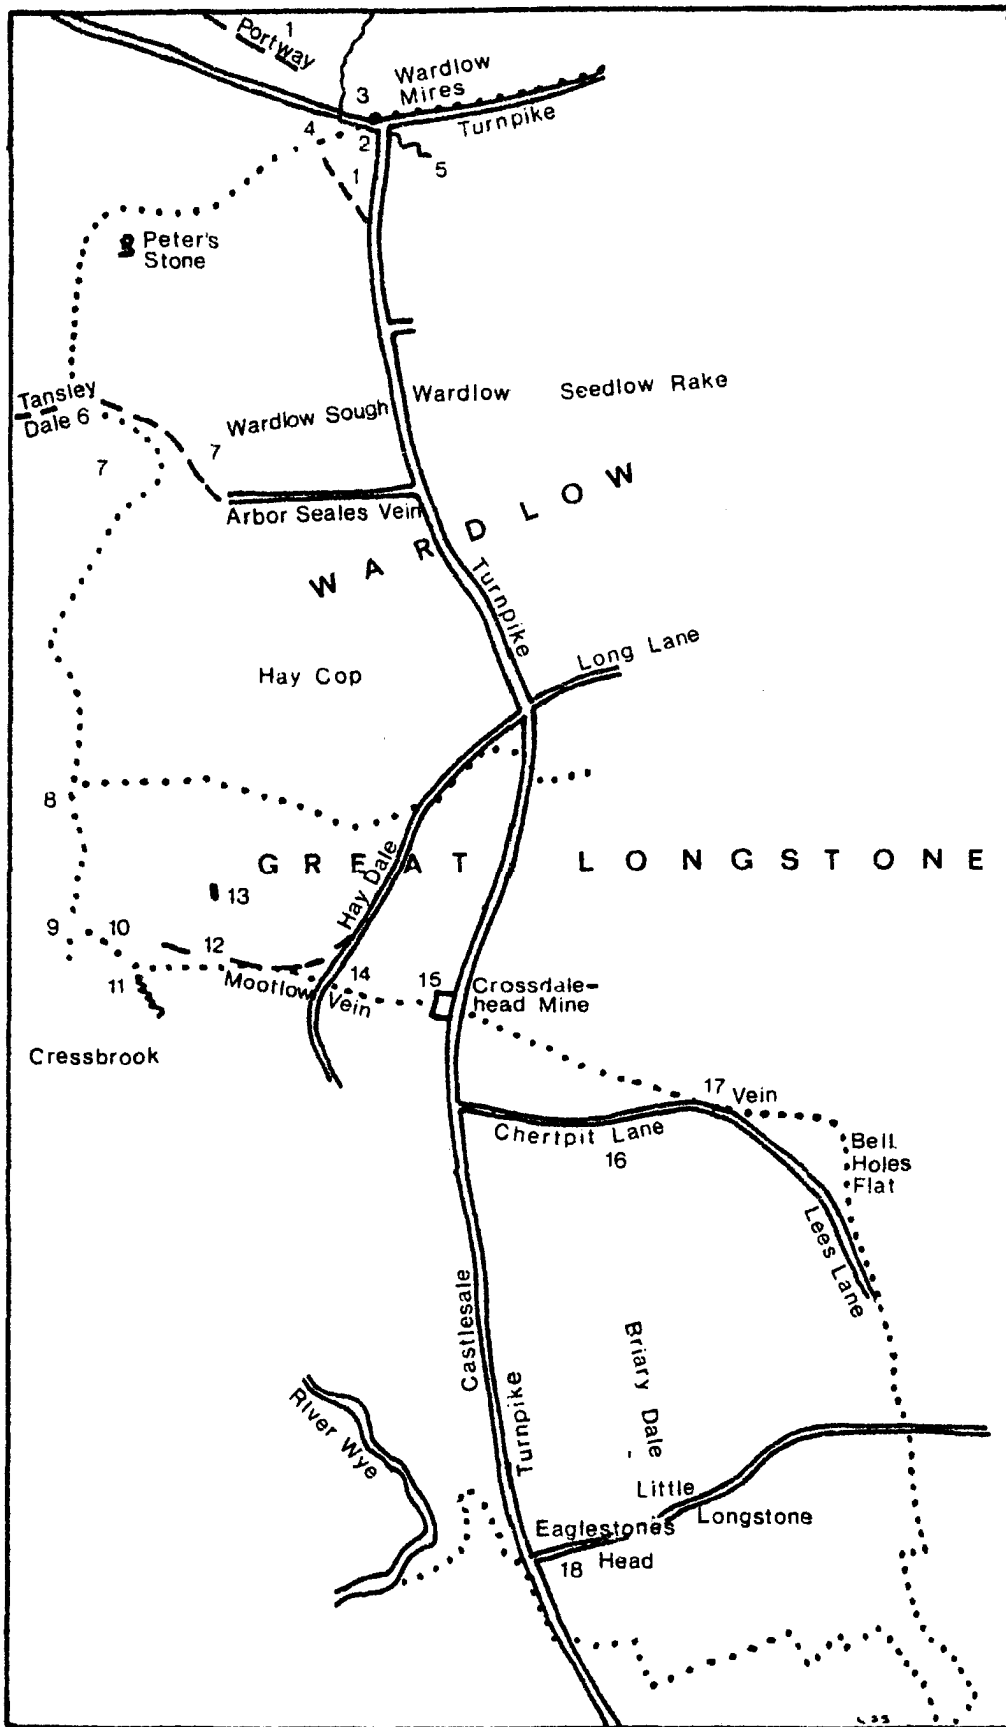 1
Portway
Wardlow
Mires
3
Turnpike
4
2
5
1
Peter's
Stone
Tansley
Dale 6
Wardlow
Seedlow Rake
Wardlow Sough
7
7
Arbor Seales Vein
WARDLOW
Turnpike
Long Lane
Hay Cop
8
GREAT LONGSTONE
Hay Dale
13
9
10
12
11
14
15
Mootlow Vein
Crossdale-
head Mine
Cressbrook
17
Vein
Chertpit Lane
16
Bell
Holes
Flat
Lees Lane
Castlesale
Turnpike
Briary Dale
River Wye
Little
Longstone
Eaglestones
18 Head